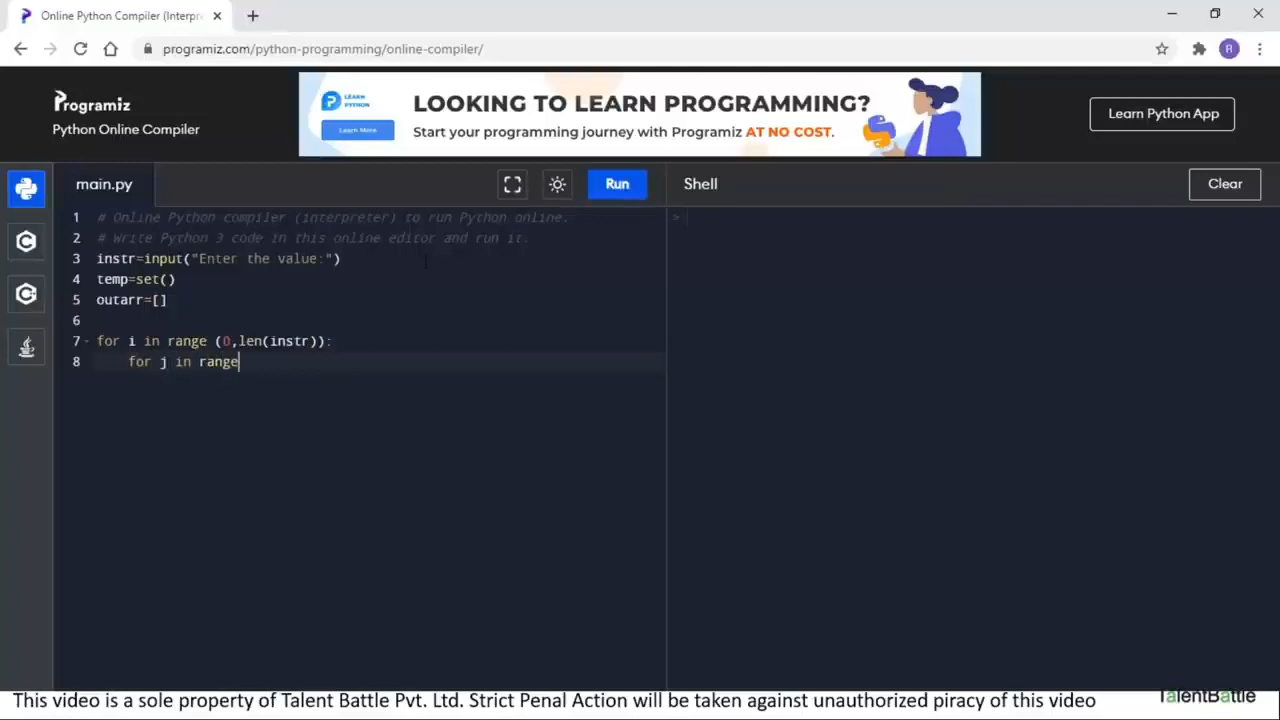 Online Python Compiler (Interpr
programiz.com/python-programming/online-compiler/
R
Programiz
Python Online Compiler
LEARN PYTHON
Learn More
LOOKING TO LEARN PROGRAMMING?
Start your programming journey with Programiz AT NO COST.
Learn Python App
main.py
Run
Shell
Clear
1 # Online Python compiler (interpreter) to run Python online.
2 # Write Python 3 code in this online editor and run it.
3 instr=input("Enter the value:")
4 temp=set()
5 outarr=[]
6
7 for i in range (0,len(instr)):
8 for j in range
>
This video is a sole property of Talent Battle Pvt. Ltd. Strict Penal Action will be taken against unauthorized piracy of this video
TalentBattle